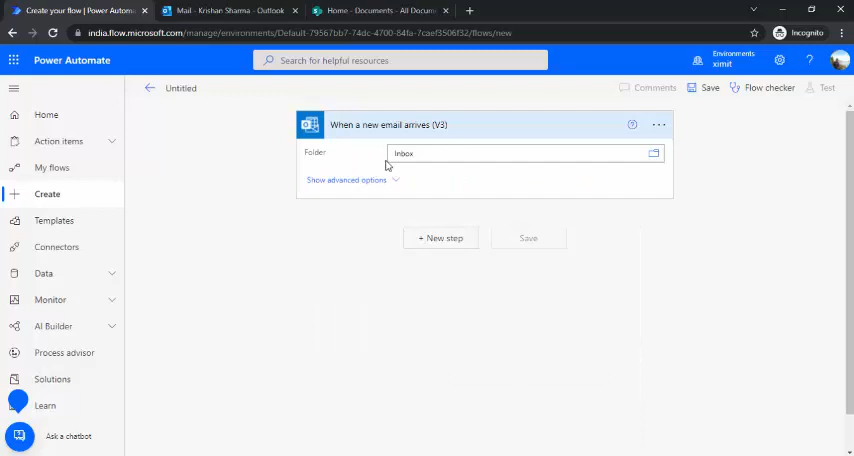 Create your flow | Power Automate
Mail - Krishan Sharma - Outlook
Home - Documents - All Docume
india.flow.microsoft.com/manage/environments/Default-79567bb7-74dc-4700-84fa-7caef3506f32/flows/new
Incognito
Power Automate
Search for helpful resources
Environments
ximit
Untitled
Comments
Save
Flow checker
Test
Home
Action items
My flows
Create
Templates
Connectors
Data
Monitor
AI Builder
Process advisor
Solutions
Learn
Ask a chatbot
When a new email arrives (V3)
Folder
Inbox
Show advanced options
+ New step
Save